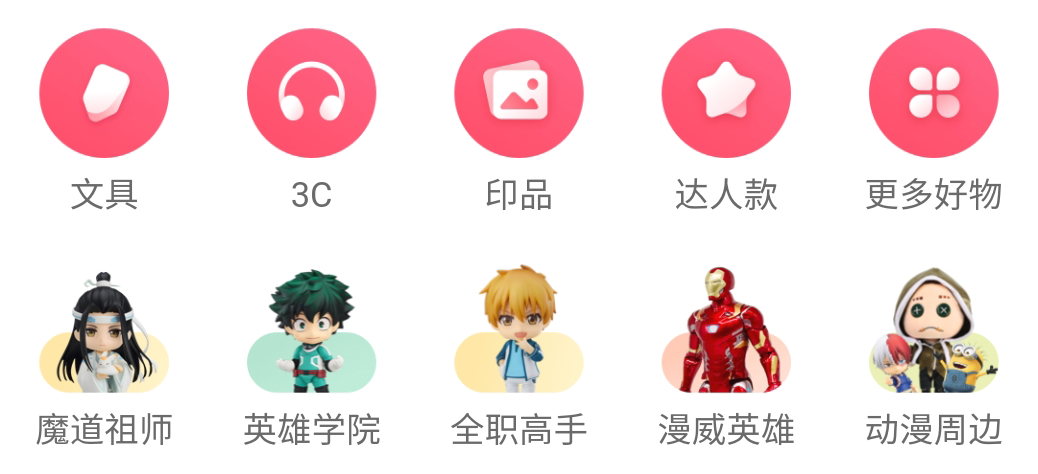 文具
3C
印品
达人款
更多好物
魔道祖师
英雄学院
全职高手
漫威英雄
动漫周边